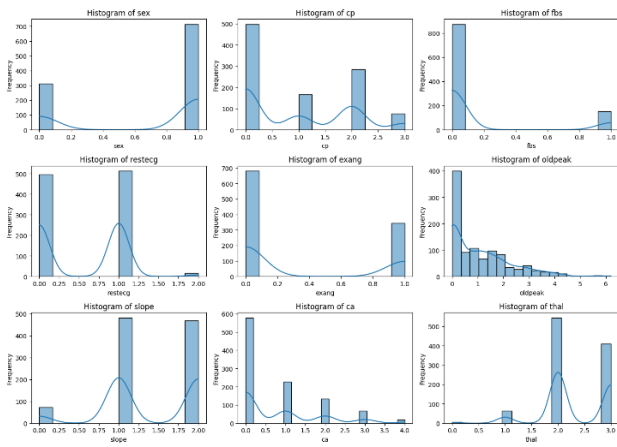 Histogram of sex
Frequency
700
600
500
400
300
200
100
0
0.0 0.2 0.4 0.6 0.8 1.0
sex
Histogram of cp
Frequency
500
400
300
200
100
0
0.0 0.5 1.0 1.5 2.0 2.5 3.0
cp
Histogram of fbs
Frequency
800
600
400
200
0
0.0 0.2 0.4 0.6 0.8 1.0
fbs
Histogram of restecg
Frequency
500
400
300
200
100
0
0.00 0.25 0.50 0.75 1.00 1.25 1.50 1.75 2.00
restecg
Histogram of exang
Frequency
700
600
500
400
300
200
100
0
0.0 0.2 0.4 0.6 0.8 1.0
exang
Histogram of oldpeak
Frequency
400
300
200
100
0
0 1 2 3 4 5 6
oldpeak
Histogram of slope
Frequency
500
400
300
200
100
0
0.00 0.25 0.50 0.75 1.00 1.25 1.50 1.75 2.00
slope
Histogram of ca
Frequency
600
500
400
300
200
100
0
0.0 0.5 1.0 1.5 2.0 2.5 3.0 3.5 4.0
ca
Histogram of thal
Frequency
500
400
300
200
100
0
0.0 0.5 1.0 1.5 2.0 2.5 3.0
thal